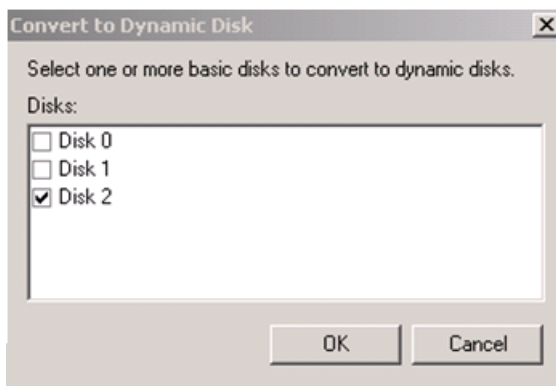 Convert to Dynamic Disk
Select one or more basic disks to convert to dynamic disks.
Disks:
Disk 0
Disk 1
Disk 2
OK Cancel